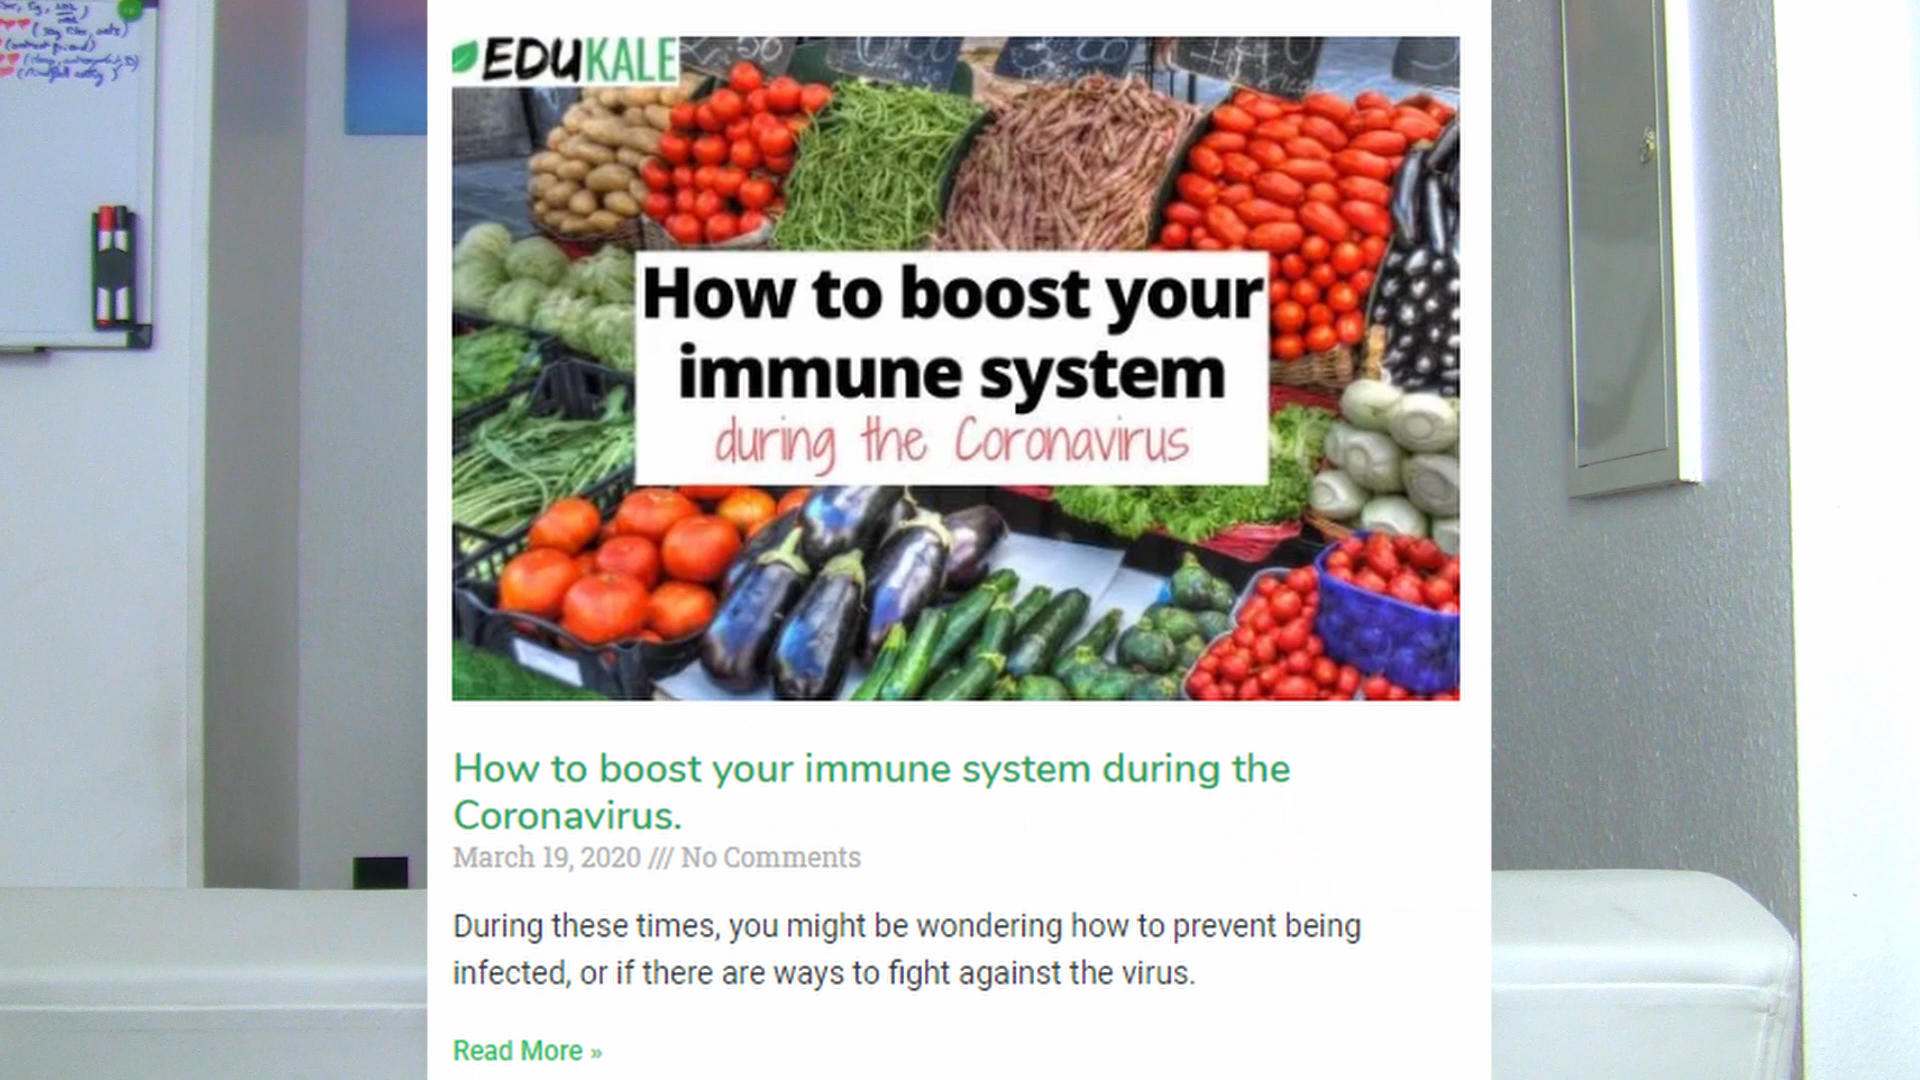 EDUKALE
How to boost your
immune system
during the Coronavirus
How to boost your immune system during the
Coronavirus.
March 19, 2020 /// No Comments
During these times, you might be wondering how to prevent being
infected, or if there are ways to fight against the virus.
Read More »